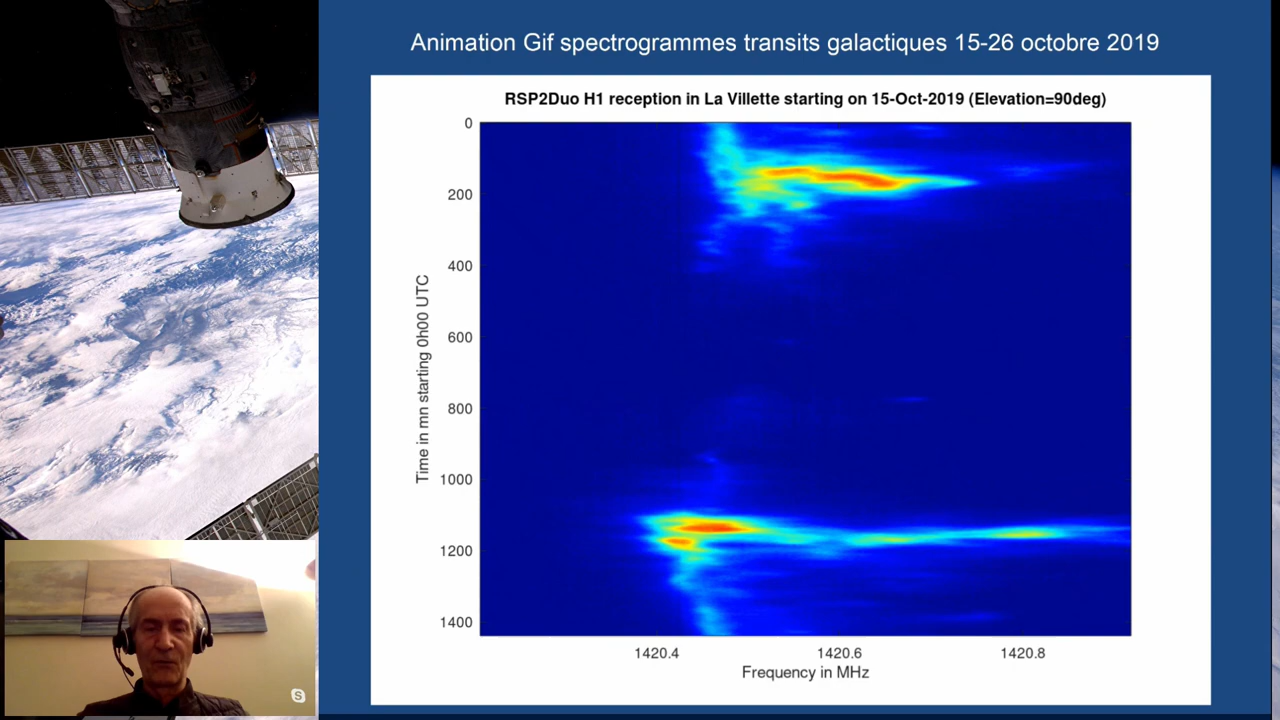 Animation Gif spectrogrammes transits galactiques 15-26 octobre 2019
RSP2Duo H1 reception in La Villette starting on 15-Oct-2019 (Elevation=90deg)
Time in mn starting 0h00 UTC
0
200
400
600
800
1000
1200
1400
1420.4 1420.6 1420.8
Frequency in MHz
S